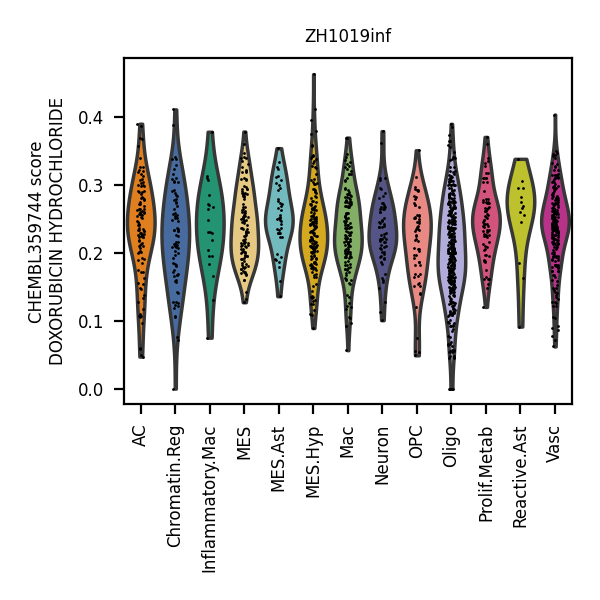 ZH1019inf
CHEMBL359744 score
DOXORUBICIN HYDROCHLORIDE
0.4
0.3
0.2
0.1
0.0
AC
Chromatin.Reg
Inflammatory.Mac
MES
MES.Ast
MES.Hyp
Mac
Neuron
OPC
Oligo
Prolif.Metab
Reactive.Ast
Vasc